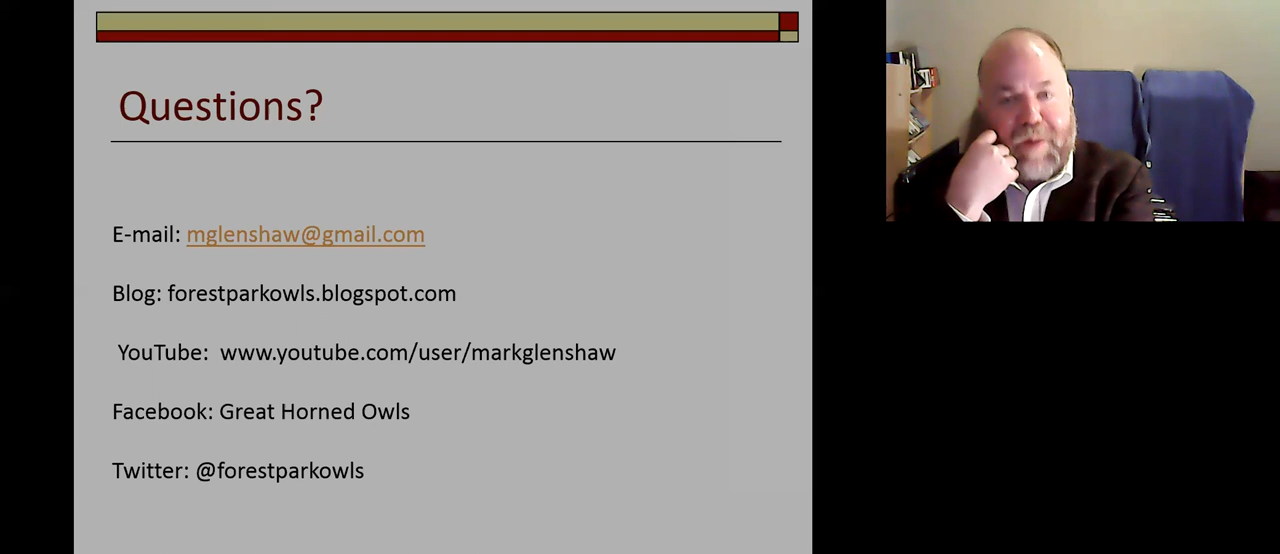 Questions?
E-mail: mglenshaw@gmail.com
Blog: forestparkowls.blogspot.com
YouTube: www.youtube.com/user/markglenshaw
Facebook: Great Horned Owls
Twitter: @forestparkowls